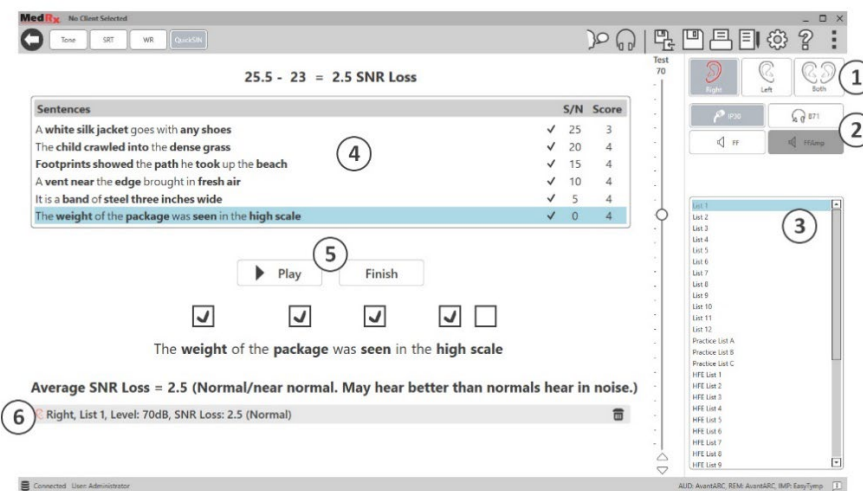 MedRx No Client Selected
Tone SRT WR QuickSIN
Test
70
25.5 - 23 = 2.5 SNR Loss
Right Left Both
1
Sentences S/N Score
A white silk jacket goes with any shoes ✓ 25 3
The child crawled into the dense grass ✓ 20 4
Footprints showed the path he took up the beach ✓ 15 4
A vent near the edge brought in fresh air ✓ 10 4
It is a band of steel three inches wide ✓ 5 4
The weight of the package was seen in the high scale ✓ 0 4
4
IP30 B71
2
FF FFAmp
List 1
List 2
List 3
List 4
List 5
List 6
List 7
List 8
List 9
List 10
List 11
List 12
Practice List A
Practice List B
Practice List C
HFE List 1
HFE List 2
HFE List 3
HFE List 4
HFE List 5
HFE List 6
HFE List 7
HFE List 8
HFE List 9
3
5
Play Finish
The weight of the package was seen in the high scale
Average SNR Loss = 2.5 (Normal/near normal. May hear better than normals hear in noise.)
6
Right, List 1, Level: 70dB, SNR Loss: 2.5 (Normal)
Connected User: Administrator
AUD: AvantARC, REM: AvantARC, IMP: EasyTymp